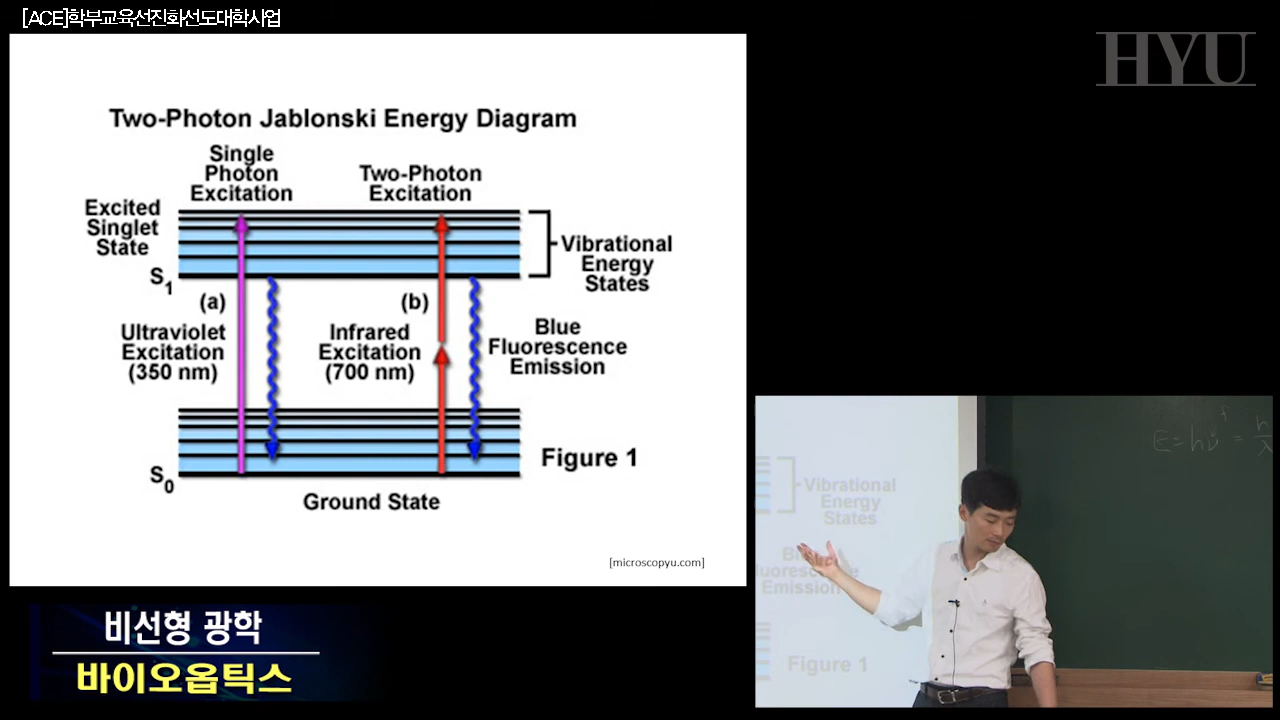 [ACE]학부교육선진화선도대학사업
HYU
Two-Photon Jablonski Energy Diagram
Single
Photon
Excitation
Two-Photon
Excitation
Excited
Singlet
State
S1
Vibrational
Energy
States
(a)
(b)
Ultraviolet
Excitation
(350 nm)
Infrared
Excitation
(700 nm)
Blue
Fluorescence
Emission
S0
Figure 1
Ground State
[microscopyu.com]
비선형 광학
바이오옵틱스
Vibrational
Energy
States
Emission
Figure 1